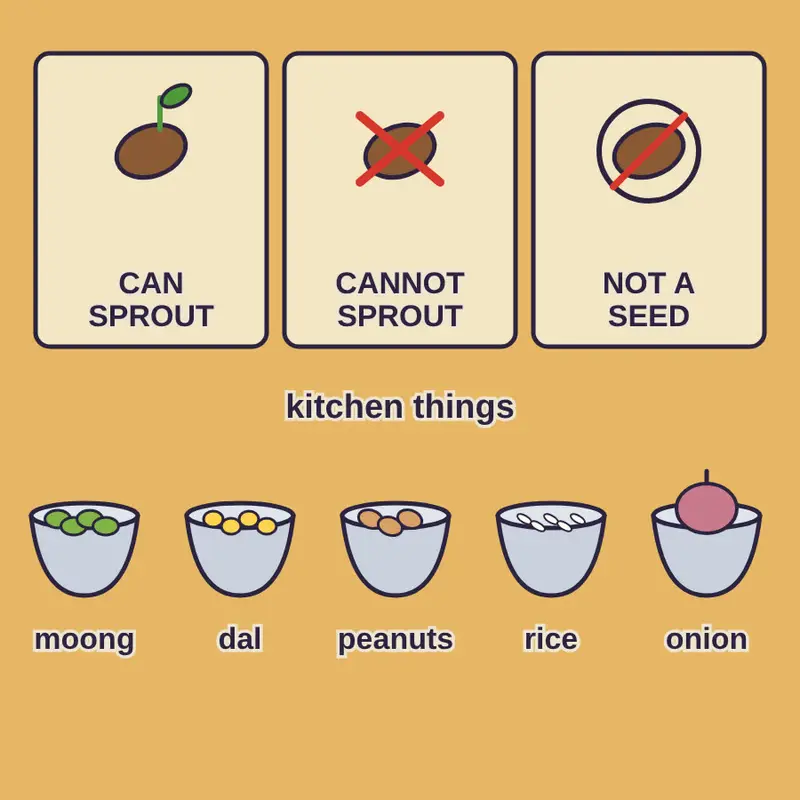 CAN
SPROUT
CANNOT
SPROUT
NOT A
SEED
kitchen things
moong
dal
peanuts
rice
onion